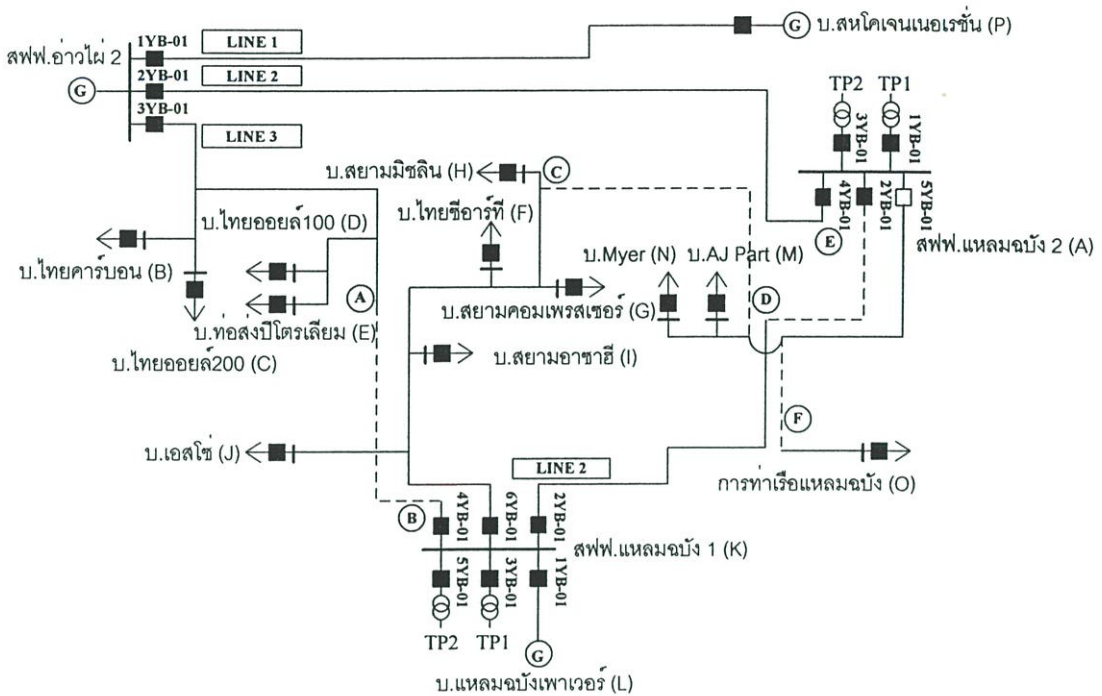 บ.สหโคเจนเนอเรชั่น (P)
G
1YB-01
LINE 1
สฟฟ.อ่าวไผ่ 2
2YB-01
LINE 2
G
3YB-01
LINE 3
TP2
TP1
3YB-01
1YB-01
4YB-01
2YB-01
5YB-01
E
สฟฟ.แหลมฉบัง 2 (A)
บ.สยามมิชลิน (H)
C
บ.ไทยซีอาร์ที (F)
บ.ไทยออยล์100 (D)
บ.ไทยคาร์บอน (B)
A
บ.ท่อส่งปิโตรเลียม (E)
บ.ไทยออยล์200 (C)
บ.Myer (N)
บ.AJ Part (M)
D
บ.สยามคอมเพรสเซอร์ (G)
บ.สยามอาซาฮี (I)
F
บ.เอสโซ่ (J)
LINE 2
การท่าเรือแหลมฉบัง (O)
B
4YB-01
6YB-01
2YB-01
สฟฟ.แหลมฉบัง 1 (K)
5YB-01
3YB-01
1YB-01
TP2
TP1
G
บ.แหลมฉบังเพาเวอร์ (L)